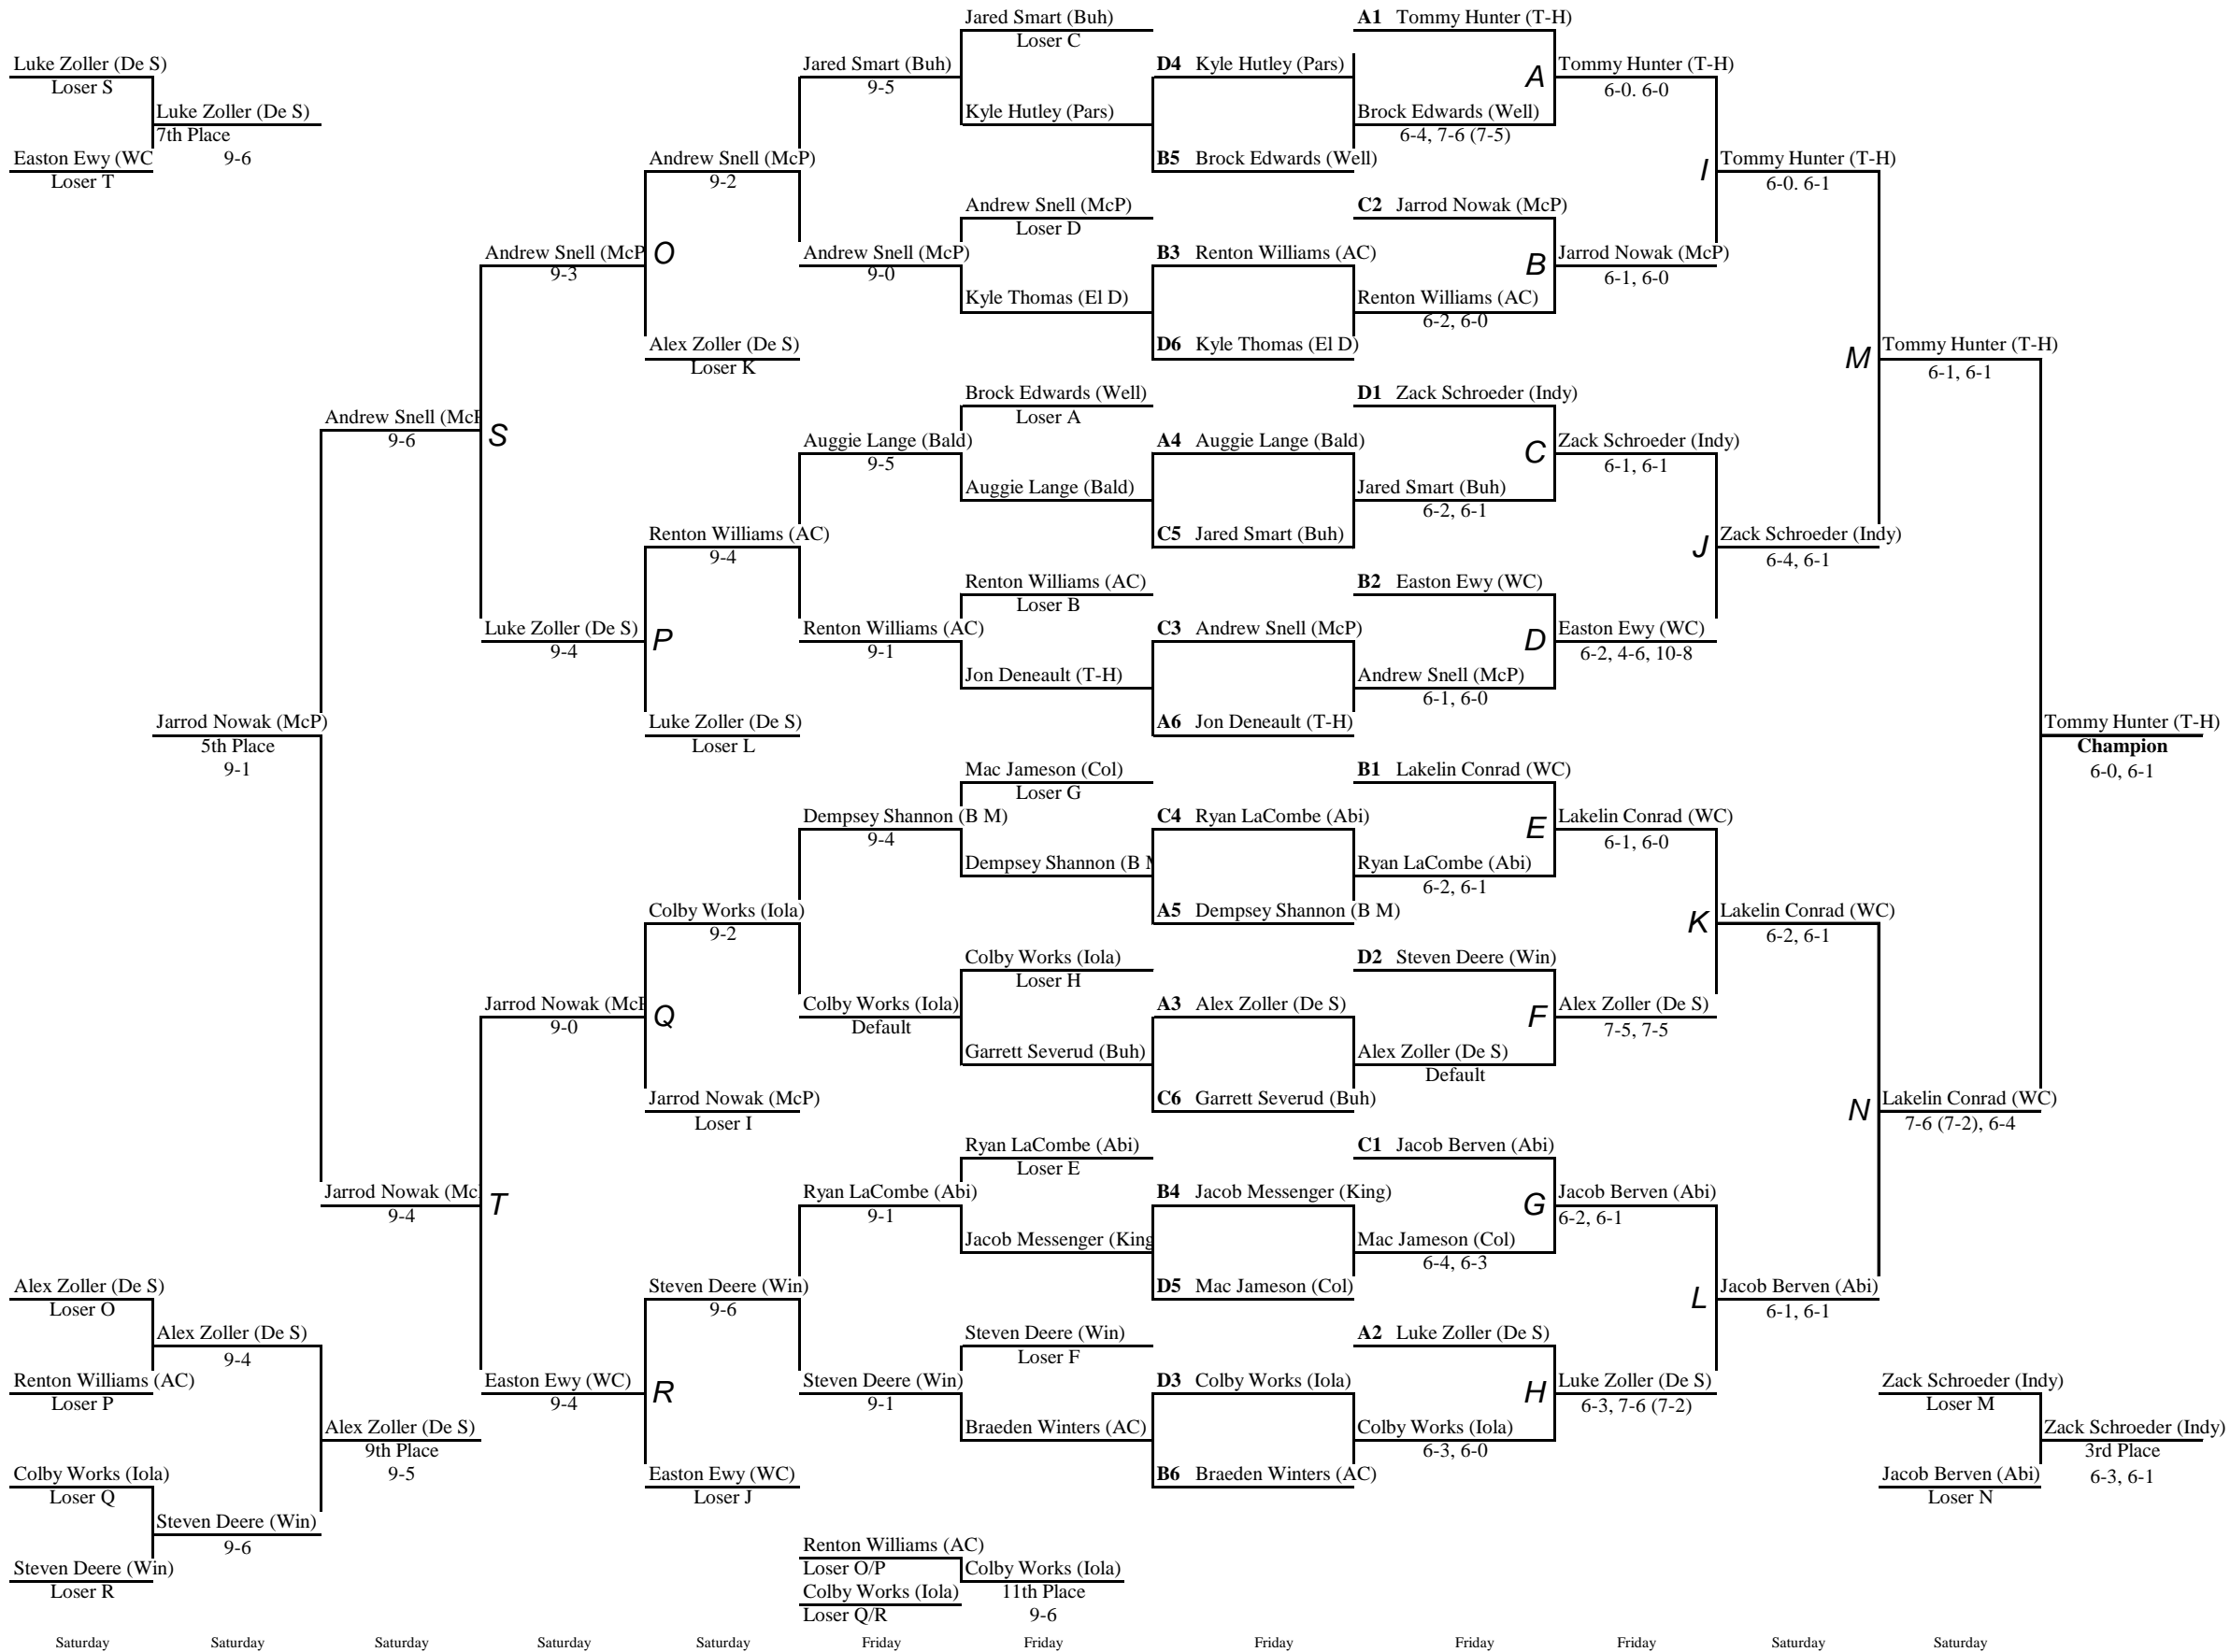 Jared Smart (Buh)
Loser C
A1 Tommy Hunter (T-H)
Luke Zoller (De S)
Loser S
Jared Smart (Buh)
9-5
D4 Kyle Hutley (Pars)
A
Tommy Hunter (T-H)
6-0. 6-0
Luke Zoller (De S)
7th Place
9-6
Kyle Hutley (Pars)
Brock Edwards (Well)
6-4, 7-6 (7-5)
Easton Ewy (WC
Loser T
Andrew Snell (McP)
9-2
B5 Brock Edwards (Well)
I
Tommy Hunter (T-H)
6-0. 6-1
Andrew Snell (McP)
Loser D
C2 Jarrod Nowak (McP)
Andrew Snell (McP
9-3
O
Andrew Snell (McP)
9-0
B3 Renton Williams (AC)
B
Jarrod Nowak (McP)
6-1, 6-0
Kyle Thomas (El D)
Renton Williams (AC)
6-2, 6-0
Alex Zoller (De S)
Loser K
D6 Kyle Thomas (El D)
M
Tommy Hunter (T-H)
6-1, 6-1
Brock Edwards (Well)
Loser A
D1 Zack Schroeder (Indy)
Andrew Snell (McP
9-6
S
Auggie Lange (Bald)
9-5
A4 Auggie Lange (Bald)
C
Zack Schroeder (Indy)
6-1, 6-1
Auggie Lange (Bald)
Jared Smart (Buh)
6-2, 6-1
Renton Williams (AC)
9-4
C5 Jared Smart (Buh)
J
Zack Schroeder (Indy)
6-4, 6-1
Renton Williams (AC)
Loser B
B2 Easton Ewy (WC)
Luke Zoller (De S)
9-4
P
Renton Williams (AC)
9-1
C3 Andrew Snell (McP)
D
Easton Ewy (WC)
6-2, 4-6, 10-8
Jon Deneault (T-H)
Andrew Snell (McP)
6-1, 6-0
Jarrod Nowak (McP)
5th Place
9-1
Luke Zoller (De S)
Loser L
A6 Jon Deneault (T-H)
Tommy Hunter (T-H)
Champion
6-0, 6-1
Mac Jameson (Col)
Loser G
B1 Lakelin Conrad (WC)
Dempsey Shannon (B M)
9-4
C4 Ryan LaCombe (Abi)
E
Lakelin Conrad (WC)
6-1, 6-0
Dempsey Shannon (B M
Ryan LaCombe (Abi)
6-2, 6-1
Colby Works (Iola)
9-2
A5 Dempsey Shannon (B M)
K
Lakelin Conrad (WC)
6-2, 6-1
Colby Works (Iola)
Loser H
D2 Steven Deere (Win)
Jarrod Nowak (McP
9-0
Q
Colby Works (Iola)
Default
A3 Alex Zoller (De S)
F
Alex Zoller (De S)
7-5, 7-5
Garrett Severud (Buh)
Alex Zoller (De S)
Default
Jarrod Nowak (McP)
Loser I
C6 Garrett Severud (Buh)
N
Lakelin Conrad (WC)
7-6 (7-2), 6-4
Ryan LaCombe (Abi)
Loser E
C1 Jacob Berven (Abi)
Jarrod Nowak (Mc
9-4
T
Ryan LaCombe (Abi)
9-1
B4 Jacob Messenger (King)
G
Jacob Berven (Abi)
6-2, 6-1
Jacob Messenger (King
Mac Jameson (Col)
6-4, 6-3
Alex Zoller (De S)
Loser O
Steven Deere (Win)
9-6
D5 Mac Jameson (Col)
L
Jacob Berven (Abi)
6-1, 6-1
Alex Zoller (De S)
9-4
Steven Deere (Win)
Loser F
A2 Luke Zoller (De S)
Renton Williams (AC)
Loser P
Easton Ewy (WC)
9-4
R
Steven Deere (Win)
9-1
D3 Colby Works (Iola)
H
Luke Zoller (De S)
6-3, 7-6 (7-2)
Zack Schroeder (Indy)
Loser M
Alex Zoller (De S)
9th Place
9-5
Braeden Winters (AC)
Colby Works (Iola)
6-3, 6-0
Zack Schroeder (Indy)
3rd Place
6-3, 6-1
Colby Works (Iola)
Loser Q
Easton Ewy (WC)
Loser J
B6 Braeden Winters (AC)
Jacob Berven (Abi)
Loser N
Steven Deere (Win)
9-6
Renton Williams (AC)
Loser O/P
Steven Deere (Win)
Loser R
Colby Works (Iola)
11th Place
9-6
Colby Works (Iola)
Loser Q/R
Saturday Saturday Saturday Saturday Saturday Friday Friday Friday Friday Friday Saturday Saturday